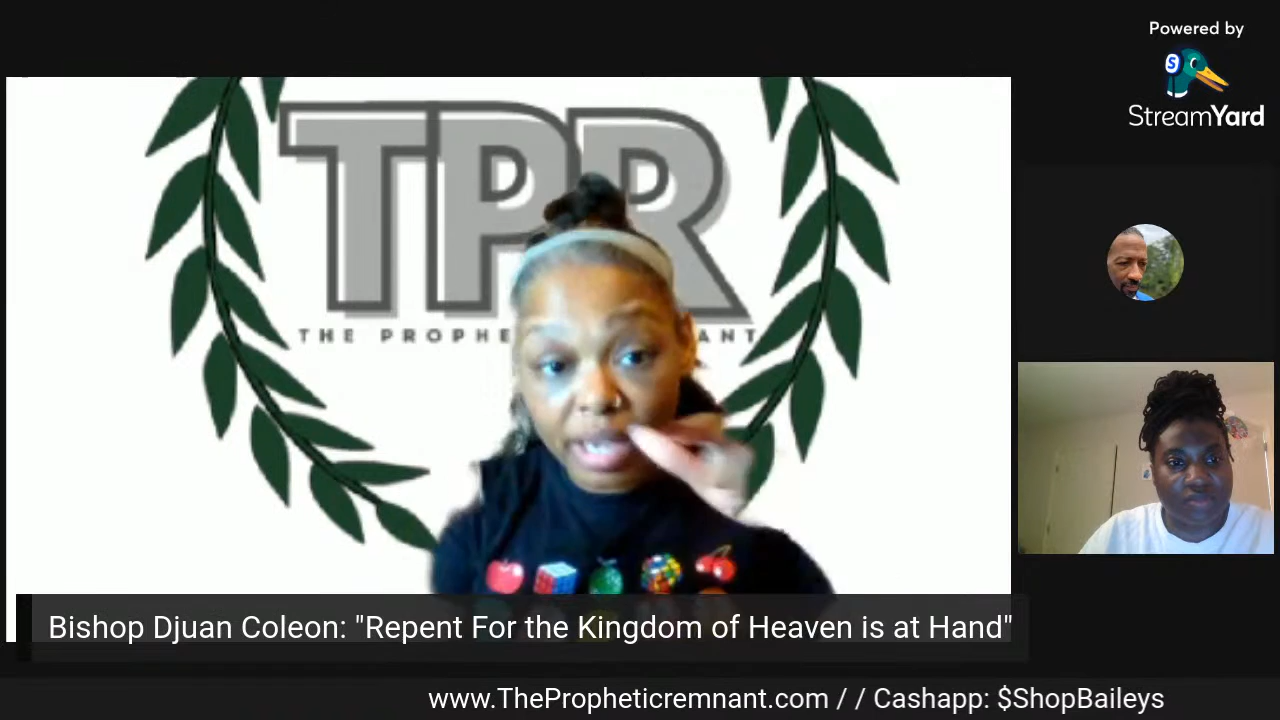 Powered by
S
StreamYard
TPR
THE PROPHE ANT
Bishop Djuan Coleon: "Repent For the Kingdom of Heaven is at Hand"
www.ThePropheticremnant.com / / Cashapp: $ShopBaileys